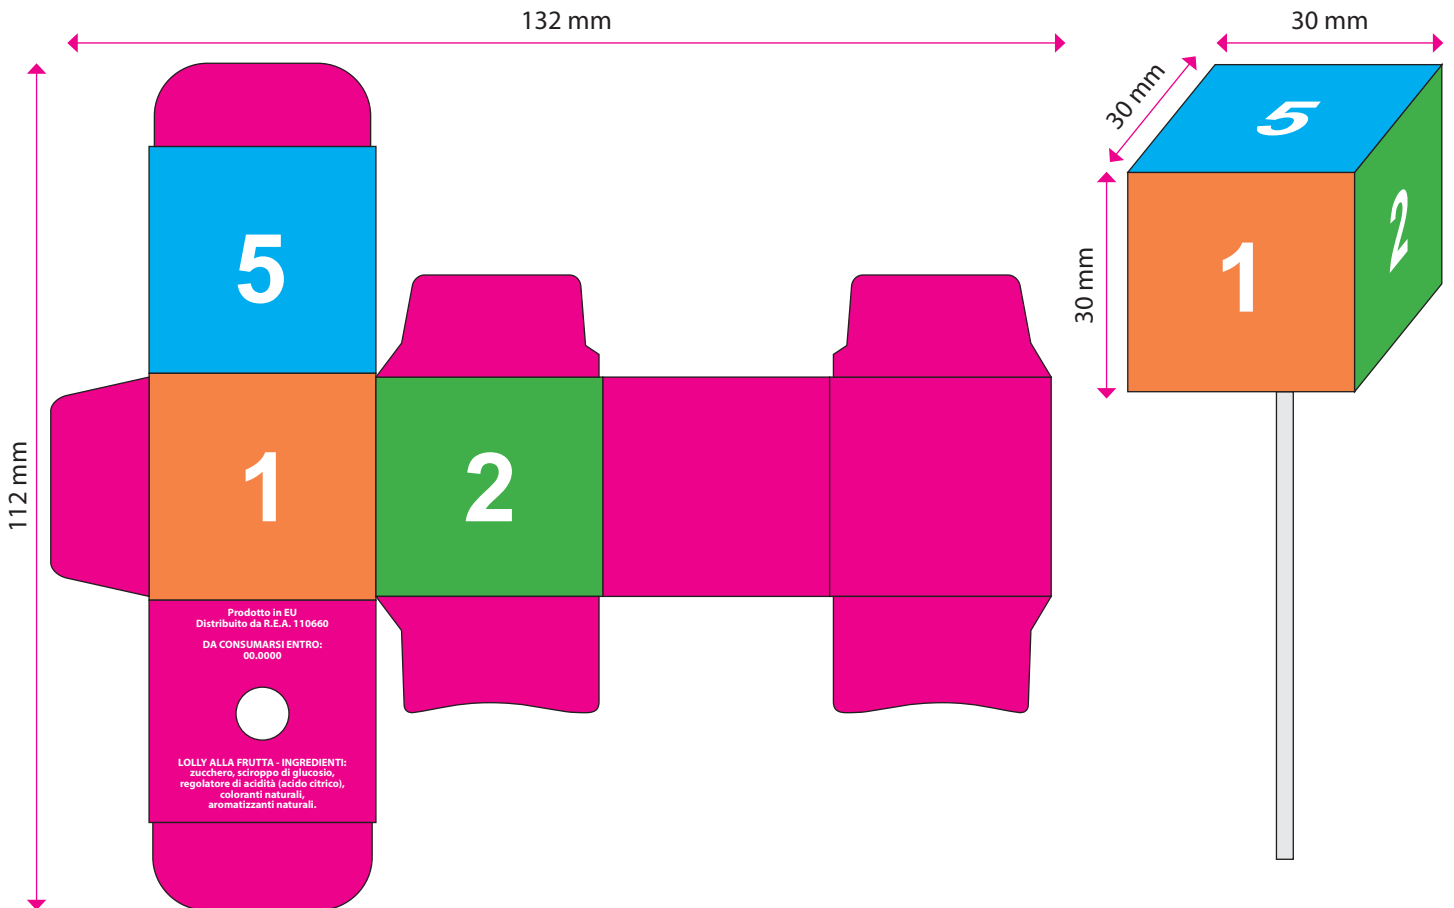 132 mm
30 mm
30 mm
5
5
2
1
30 mm
112 mm
1
2
Prodotto in EU
Distribuito da R.E.A. 110660
DA CONSUMARSI ENTRO:
00.0000
LOLLY ALLA FRUTTA - INGREDIENTI:
zucchero, sciroppo di glucosio,
regolatore di acidità (acido citrico),
coloranti naturali,
aromatizzanti naturali.